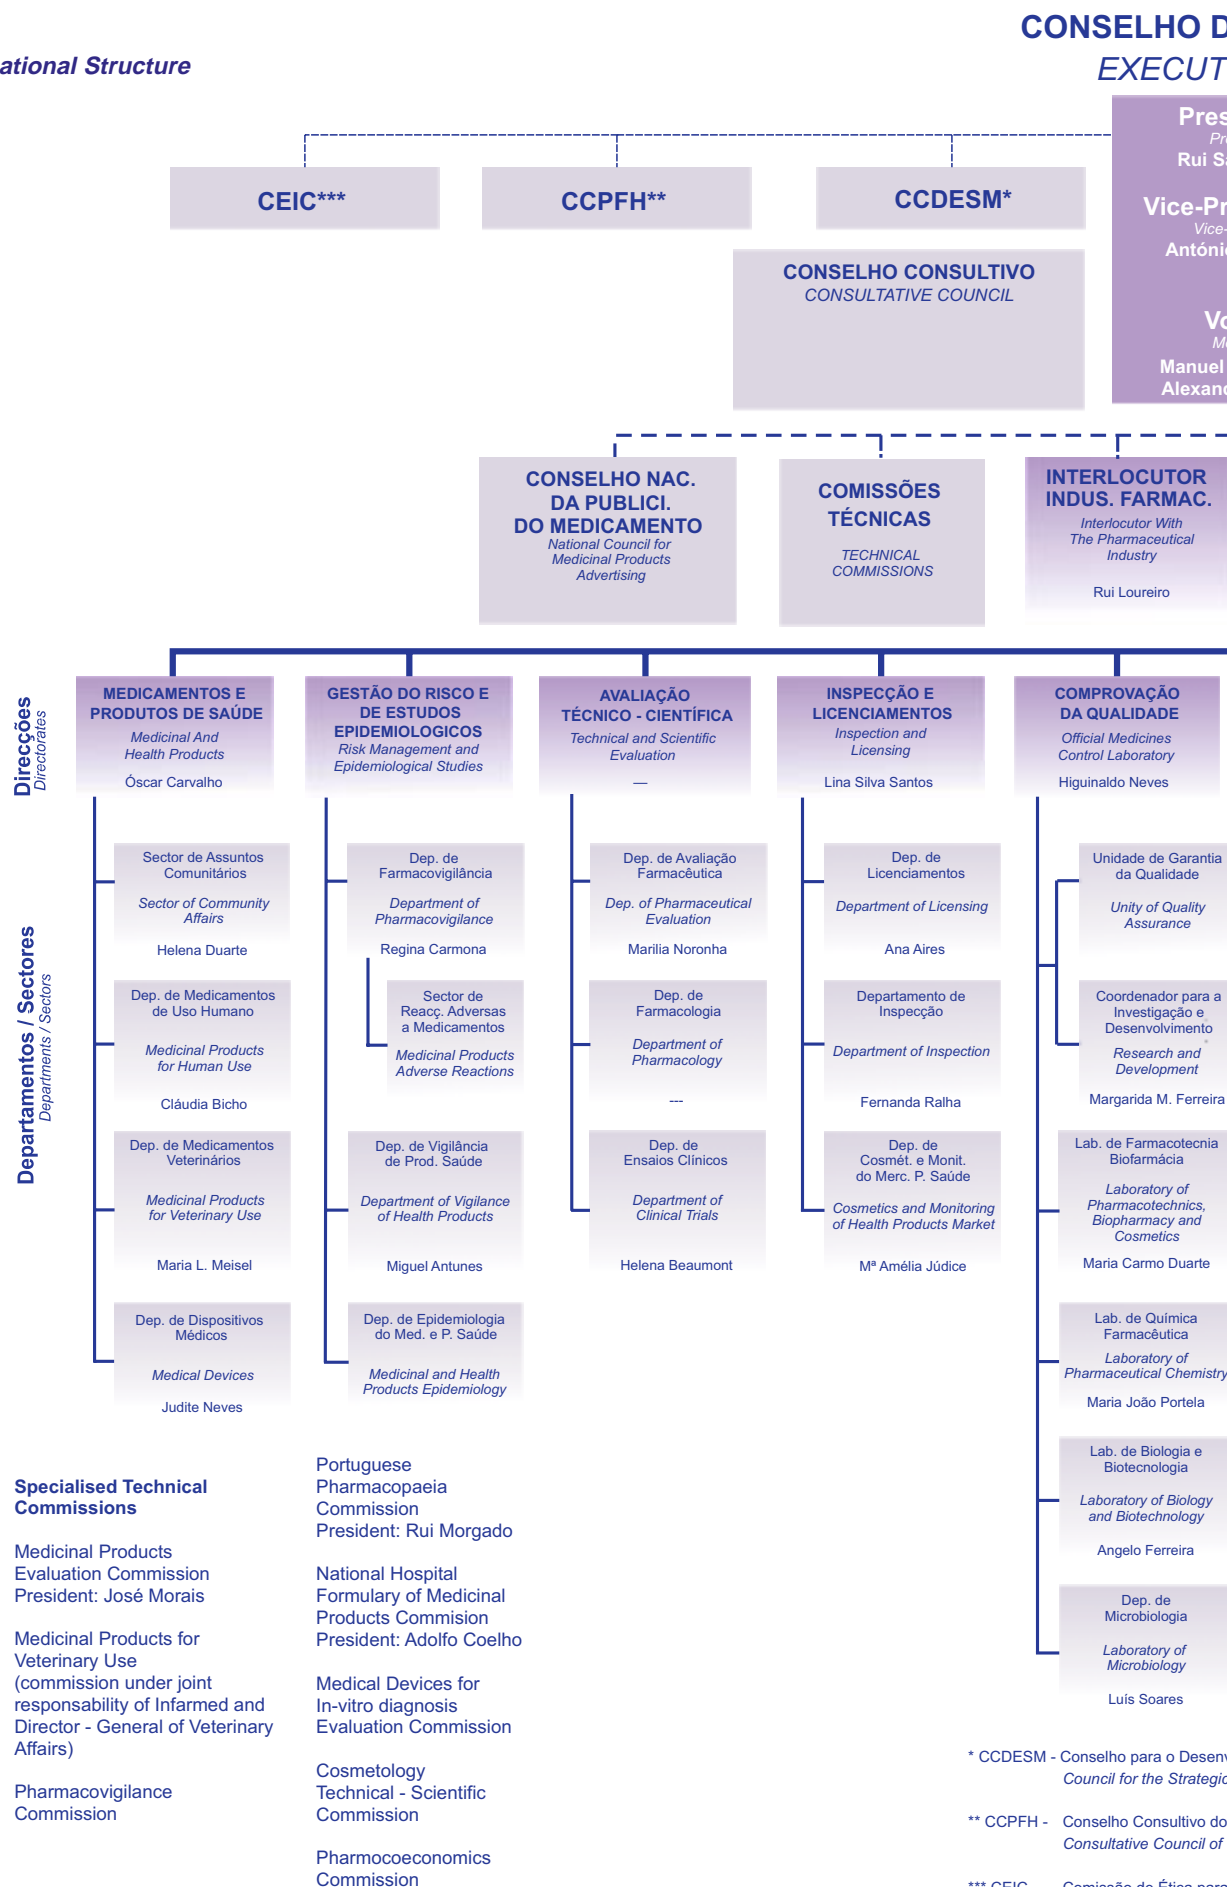 CONSELHO D
ational Structure
EXECUT
Pres
Pr
Rui Sa
CEIC***
CCPFH**
CCDESM*
Vice-Pr
Vice-
António
CONSELHO CONSULTIVO
CONSULTATIVE COUNCIL
Vo
Me
Manuel
Alexand
CONSELHO NAC.
DA PUBLICI.
DO MEDICAMENTO
National Council for
Medicinal Products
Advertising
COMISSÕES
TÉCNICAS
TECHNICAL
COMMISSIONS
INTERLOCUTOR
INDUS. FARMAC.
Interlocutor With
The Pharmaceutical
Industry
Rui Loureiro
Direcções
Directorates
MEDICAMENTOS E
PRODUTOS DE SAÚDE
Medicinal And
Health Products
Óscar Carvalho
GESTÃO DO RISCO E
DE ESTUDOS
EPIDEMIOLOGICOS
Risk Management and
Epidemiological Studies
AVALIAÇÃO
TÉCNICO - CIENTÍFICA
Technical and Scientific
Evaluation
—
INSPECÇÃO E
LICENCIAMENTOS
Inspection and
Licensing
Lina Silva Santos
COMPROVAÇÃO
DA QUALIDADE
Official Medicines
Control Laboratory
Higuinaldo Neves
Departamentos / Sectores
Departments / Sectors
Sector de Assuntos
Comunitários
Sector of Community
Affairs
Helena Duarte
Dep. de Medicamentos
de Uso Humano
Medicinal Products
for Human Use
Cláudia Bicho
Dep. de Medicamentos
Veterinários
Medicinal Products
for Veterinary Use
Maria L. Meisel
Dep. de Dispositivos
Médicos
Medical Devices
Judite Neves
Dep. de
Farmacovigilância
Department of
Pharmacovigilance
Regina Carmona
Sector de
Reacç. Adversas
a Medicamentos
Medicinal Products
Adverse Reactions
Dep. de Vigilância
de Prod. Saúde
Department of Vigilance
of Health Products
Miguel Antunes
Dep. de Epidemiologia
do Med. e P. Saúde
Medicinal and Health
Products Epidemiology
Dep. de Avaliação
Farmacêutica
Dep. of Pharmaceutical
Evaluation
Marilia Noronha
Dep. de
Farmacologia
Department of
Pharmacology
---
Dep. de
Ensaios Clínicos
Department of
Clinical Trials
Helena Beaumont
Dep. de
Licenciamentos
Department of Licensing
Ana Aires
Departamento de
Inspecção
Department of Inspection
Fernanda Ralha
Dep. de
Cosmét. e Monit.
do Merc. P. Saúde
Cosmetics and Monitoring
of Health Products Market
Mª Amélia Júdice
Unidade de Garantia
da Qualidade
Unity of Quality
Assurance
Coordenador para a
Investigação e
Desenvolvimento
Research and
Development
Margarida M. Ferreira
Lab. de Farmacotecnia
Biofarmácia
Laboratory of
Pharmacotechnics,
Biopharmacy and
Cosmetics
Maria Carmo Duarte
Lab. de Química
Farmacêutica
Laboratory of
Pharmaceutical Chemistry
Maria João Portela
Lab. de Biologia e
Biotecnologia
Laboratory of Biology
and Biotechnology
Angelo Ferreira
Dep. de
Microbiologia
Laboratory of
Microbiology
Luís Soares
Specialised Technical
Commissions
Medicinal Products
Evaluation Commission
President: José Morais
Medicinal Products for
Veterinary Use
(commission under joint
responsability of Infarmed and
Director - General of Veterinary
Affairs)
Pharmacovigilance
Commission
Portuguese
Pharmacopaeia
Commission
President: Rui Morgado
National Hospital
Formulary of Medicinal
Products Commision
President: Adolfo Coelho
Medical Devices for
In-vitro diagnosis
Evaluation Commission
Cosmetology
Technical - Scientific
Commission
Pharmocoeconomics
Commission
* CCDESM - Conselho para o Desenv
Council for the Strategic
** CCPFH - Conselho Consultivo do
Consultative Council of
*** CEIC Comissão de Ética para